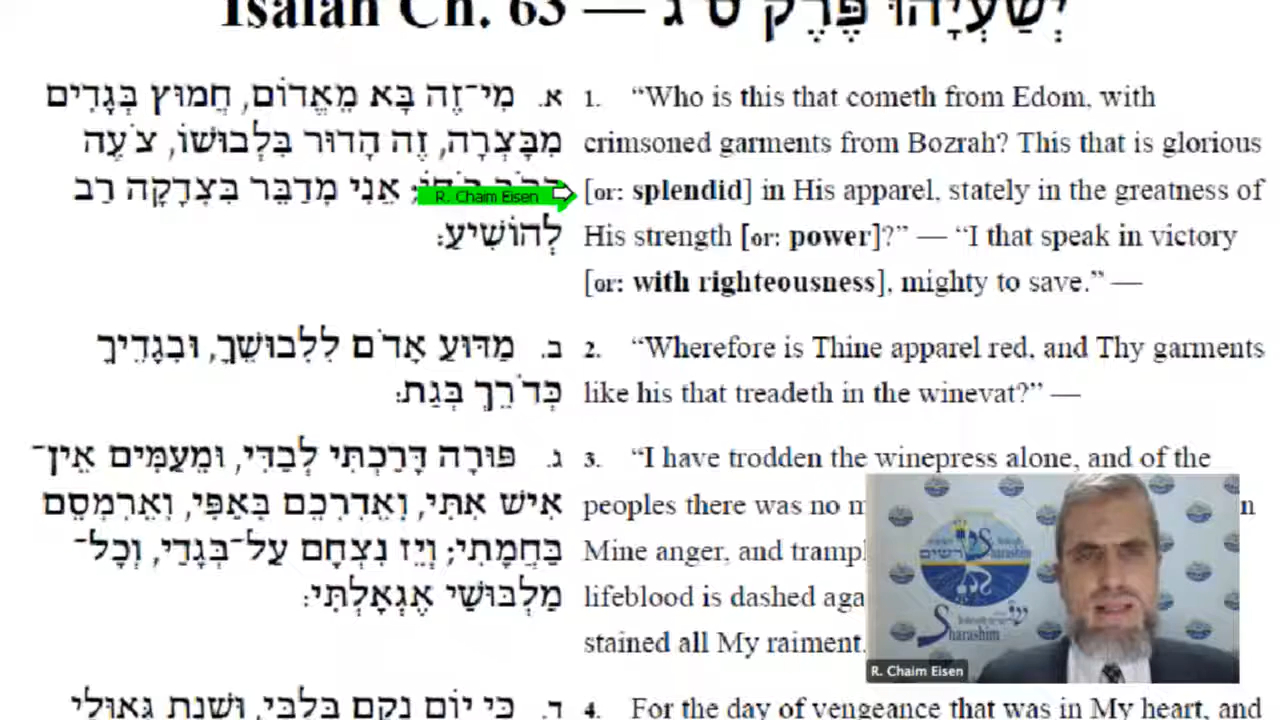 Isaiah Ch. 63 — יְשַׁעְיָהוּ פֶּרֶק ס"ג
א. מִי־זֶה בָּא מֵאֱדוֹם, חֲמוּץ בְּגָדִים
מִבָּצְרָה, זֶה הָדוּר בִּלְבוּשׁוֹ, צֹעֶה
אֲנִי מְדַבֵּר בִּצְדָקָה רַב
לְהוֹשִׁיעַ:
1. “Who is this that cometh from Edom, with
crimsoned garments from Bozrah? This that is glorious
[or: splendid] in His apparel, stately in the greatness of
His strength [or: power]?” — “I that speak in victory
[or: with righteousness], mighty to save.” —
R. Chaim Eisen
ב. מַדּוּעַ אָדֹם לִלְבוּשֶׁךָ, וּבְגָדֶיךָ
כְּדֹרֵךְ בְּגַת:
2. “Wherefore is Thine apparel red, and Thy garments
like his that treadeth in the winevat?” —
ג. פּוּרָה דָּרַכְתִּי לְבַדִּי, וּמֵעַמִּים אֵין־
אִישׁ אִתִּי, וְאֶדְרְכֵם בְּאַפִּי, וְאֶרְמְסֵם
בַּחֲמָתִי; וְיֵז נִצְחָם עַל־בְּגָדַי, וְכָל־
מַלְבּוּשַׁי אֶגְאָלְתִּי:
3. “I have trodden the winepress alone, and of the
peoples there was no
Mine anger, and
lifeblood is dashed
stained all My raiment.
ד. כִּי יוֹם נָקָם בְּלִבִּי, וּשְׁנַת גְּאוּלַי
4. For the day of vengeance that was in My heart, and
שרשים
Sharashim
Sharashim
R. Chaim Eisen